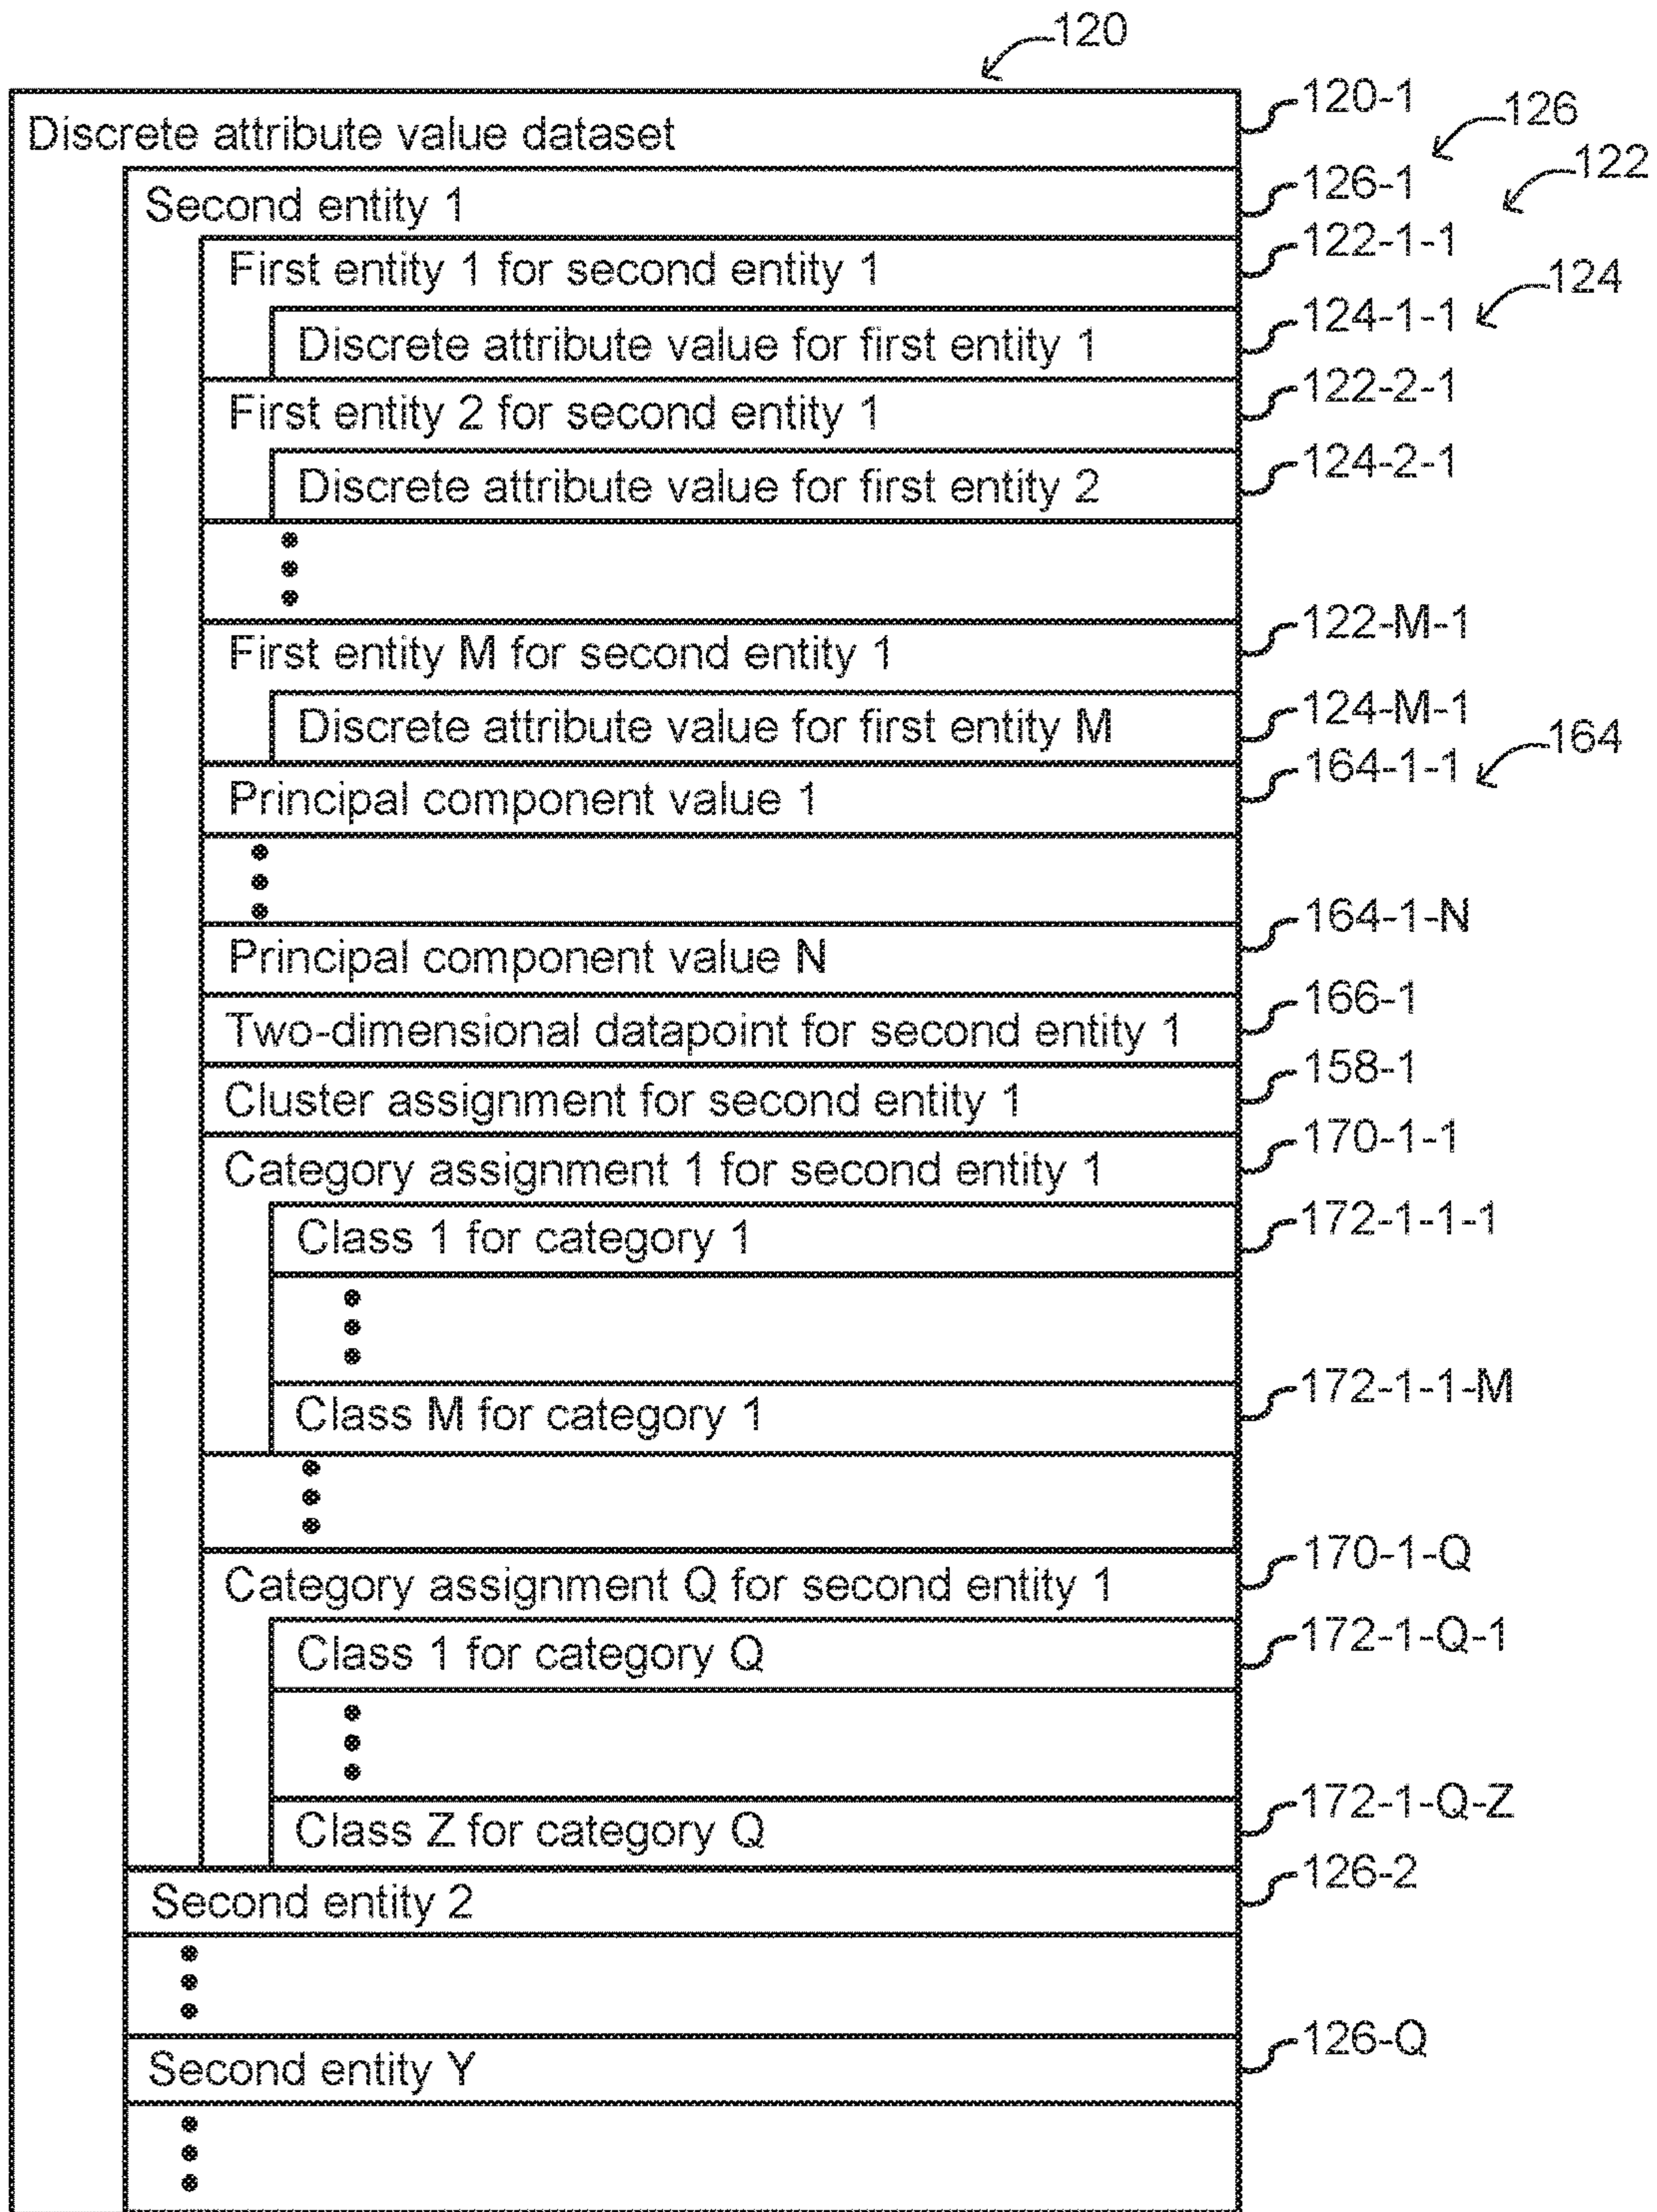 120
Discrete attribute value dataset 120-1
126
Second entity 1 126-1
122
First entity 1 for second entity 1 122-1-1
124
Discrete attribute value for first entity 1 124-1-1
First entity 2 for second entity 1 122-2-1
Discrete attribute value for first entity 2 124-2-1
First entity M for second entity 1 122-M-1
Discrete attribute value for first entity M 124-M-1
164
Principal component value 1 164-1-1
Principal component value N 164-1-N
Two-dimensional datapoint for second entity 1 166-1
Cluster assignment for second entity 1 158-1
Category assignment 1 for second entity 1 170-1-1
Class 1 for category 1 172-1-1-1
Class M for category 1 172-1-1-M
Category assignment Q for second entity 1 170-1-Q
Class 1 for category Q 172-1-Q-1
Class Z for category Q 172-1-Q-Z
Second entity 2 126-2
Second entity Y 126-Q